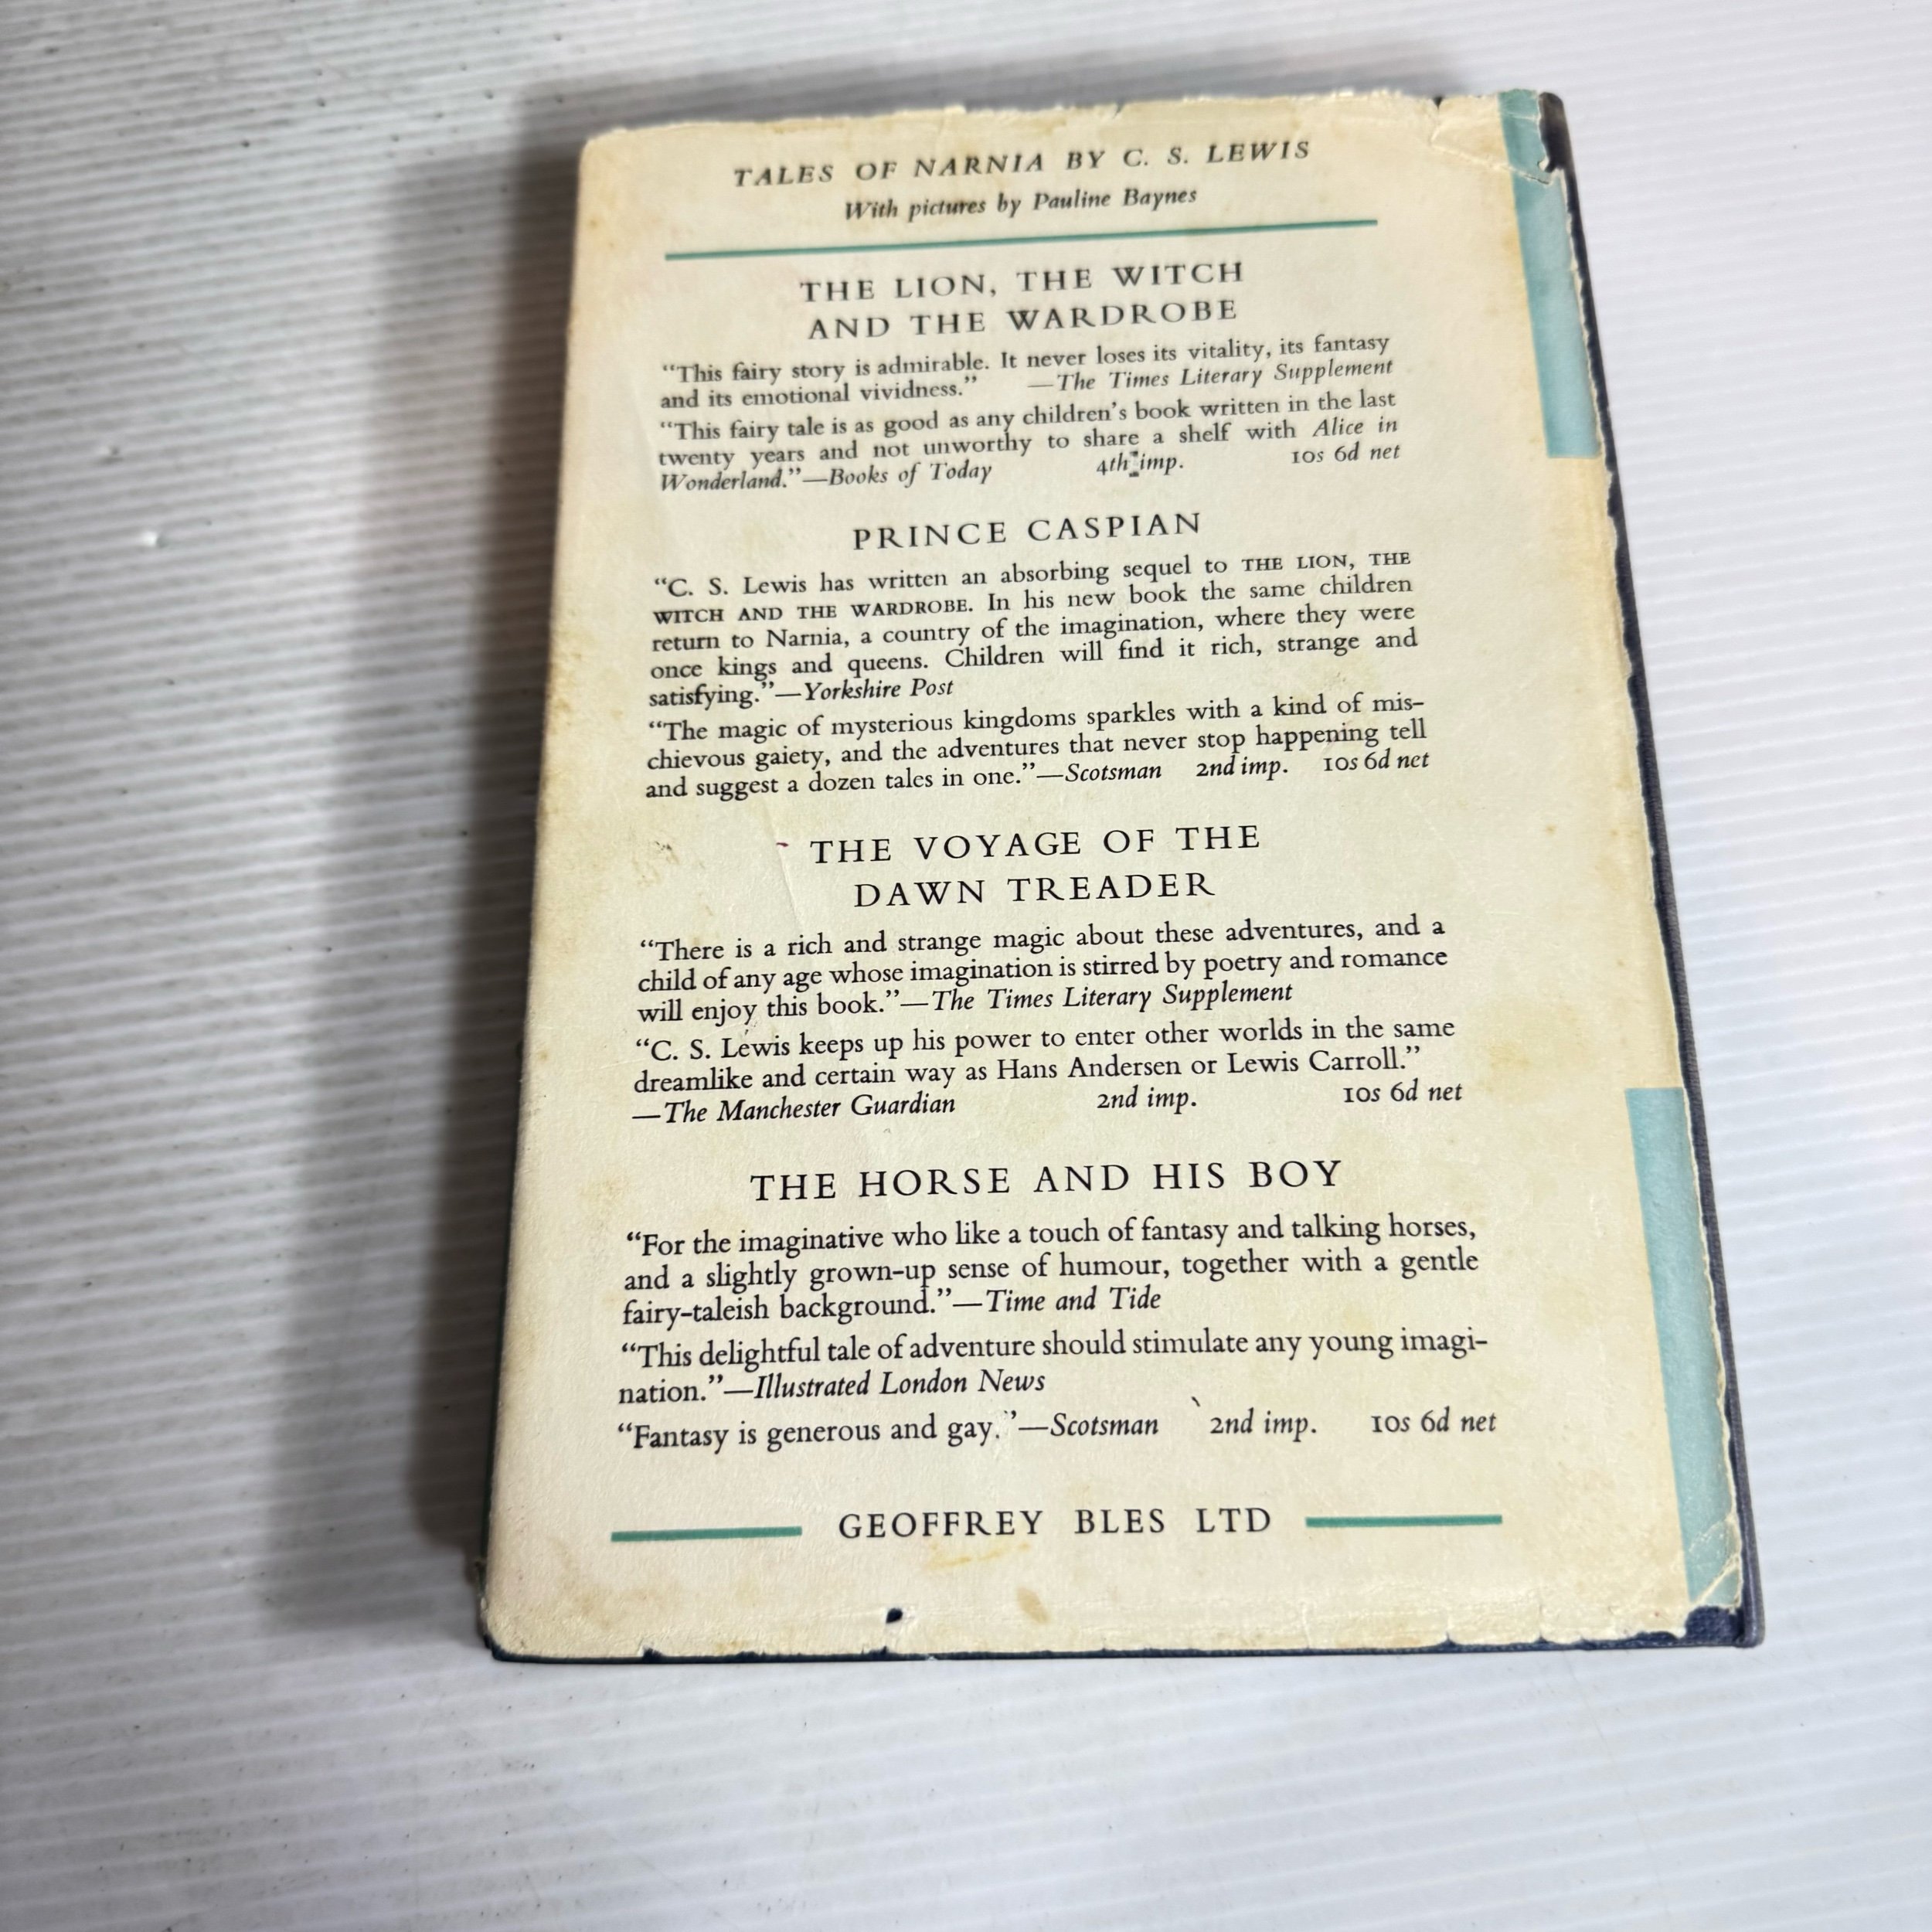 TALES OF NARNIA BY C. S. LEWIS
With pictures by Pauline Baynes
THE LION, THE WITCH
AND THE WARDROBE
“This fairy story is admirable. It never loses its vitality, its fantasy
and its emotional vividness.” —The Times Literary Supplement
“This fairy tale is as good as any children’s book written in the last
twenty years and not unworthy to share a shelf with Alice in
Wonderland.”—Books of Today 4th imp. 10s 6d net
PRINCE CASPIAN
“C. S. Lewis has written an absorbing sequel to THE LION, THE
WITCH AND THE WARDROBE. In his new book the same children
return to Narnia, a country of the imagination, where they were
once kings and queens. Children will find it rich, strange and
satisfying.”—Yorkshire Post
“The magic of mysterious kingdoms sparkles with a kind of mis-
chievous gaiety, and the adventures that never stop happening tell
and suggest a dozen tales in one.”—Scotsman 2nd imp. 10s 6d net
THE VOYAGE OF THE
DAWN TREADER
“There is a rich and strange magic about these adventures, and a
child of any age whose imagination is stirred by poetry and romance
will enjoy this book.”—The Times Literary Supplement
“C. S. Lewis keeps up his power to enter other worlds in the same
dreamlike and certain way as Hans Andersen or Lewis Carroll.”
—The Manchester Guardian 2nd imp. 10s 6d net
THE HORSE AND HIS BOY
“For the imaginative who like a touch of fantasy and talking horses,
and a slightly grown-up sense of humour, together with a gentle
fairy-taleish background.”—Time and Tide
“This delightful tale of adventure should stimulate any young imagi-
nation.”—Illustrated London News
“Fantasy is generous and gay.”—Scotsman 2nd imp. 10s 6d net
GEOFFREY BLES LTD